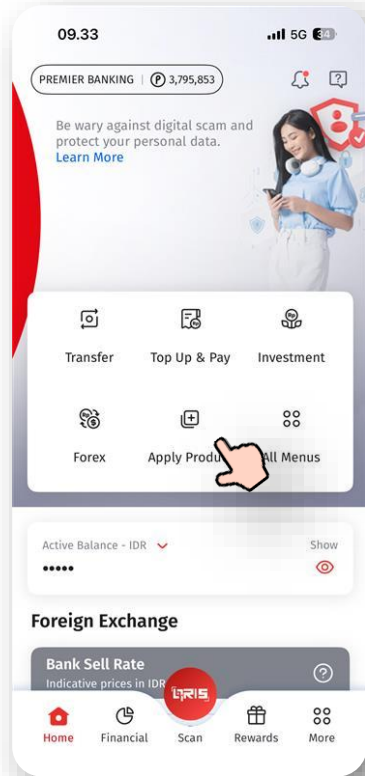 09.33
5G 34
PREMIER BANKING | P 3,795,853
?
Be wary against digital scam and
protect your personal data.
Learn More
Transfer
Top Up & Pay
Investment
Forex
Apply Produ
All Menus
Active Balance - IDR
Show
•••••
Foreign Exchange
Bank Sell Rate
?
Indicative prices in IDR
QRIS
Home
Financial
Scan
Rewards
More